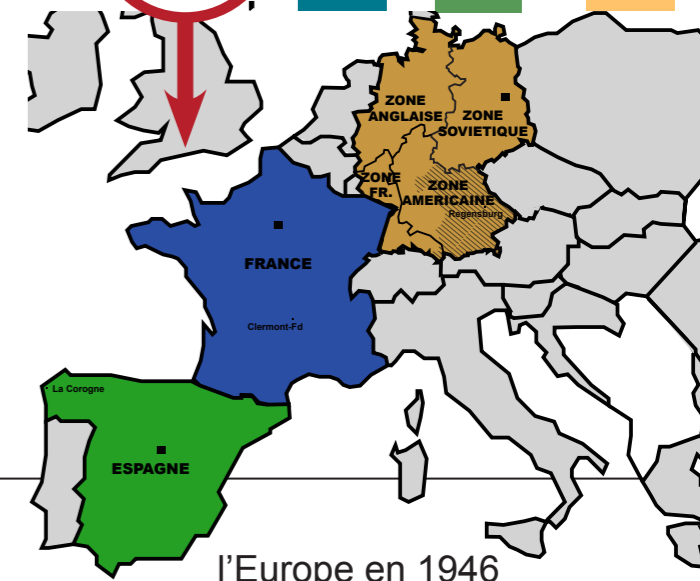 ZONE
ANGLAISE
ZONE
SOVIETIQUE
ZONE
FR.
ZONE
AMERICAINE
Regensburg
FRANCE
Clermont-Fd
La Corogne
ESPAGNE
l'Europe en 1946